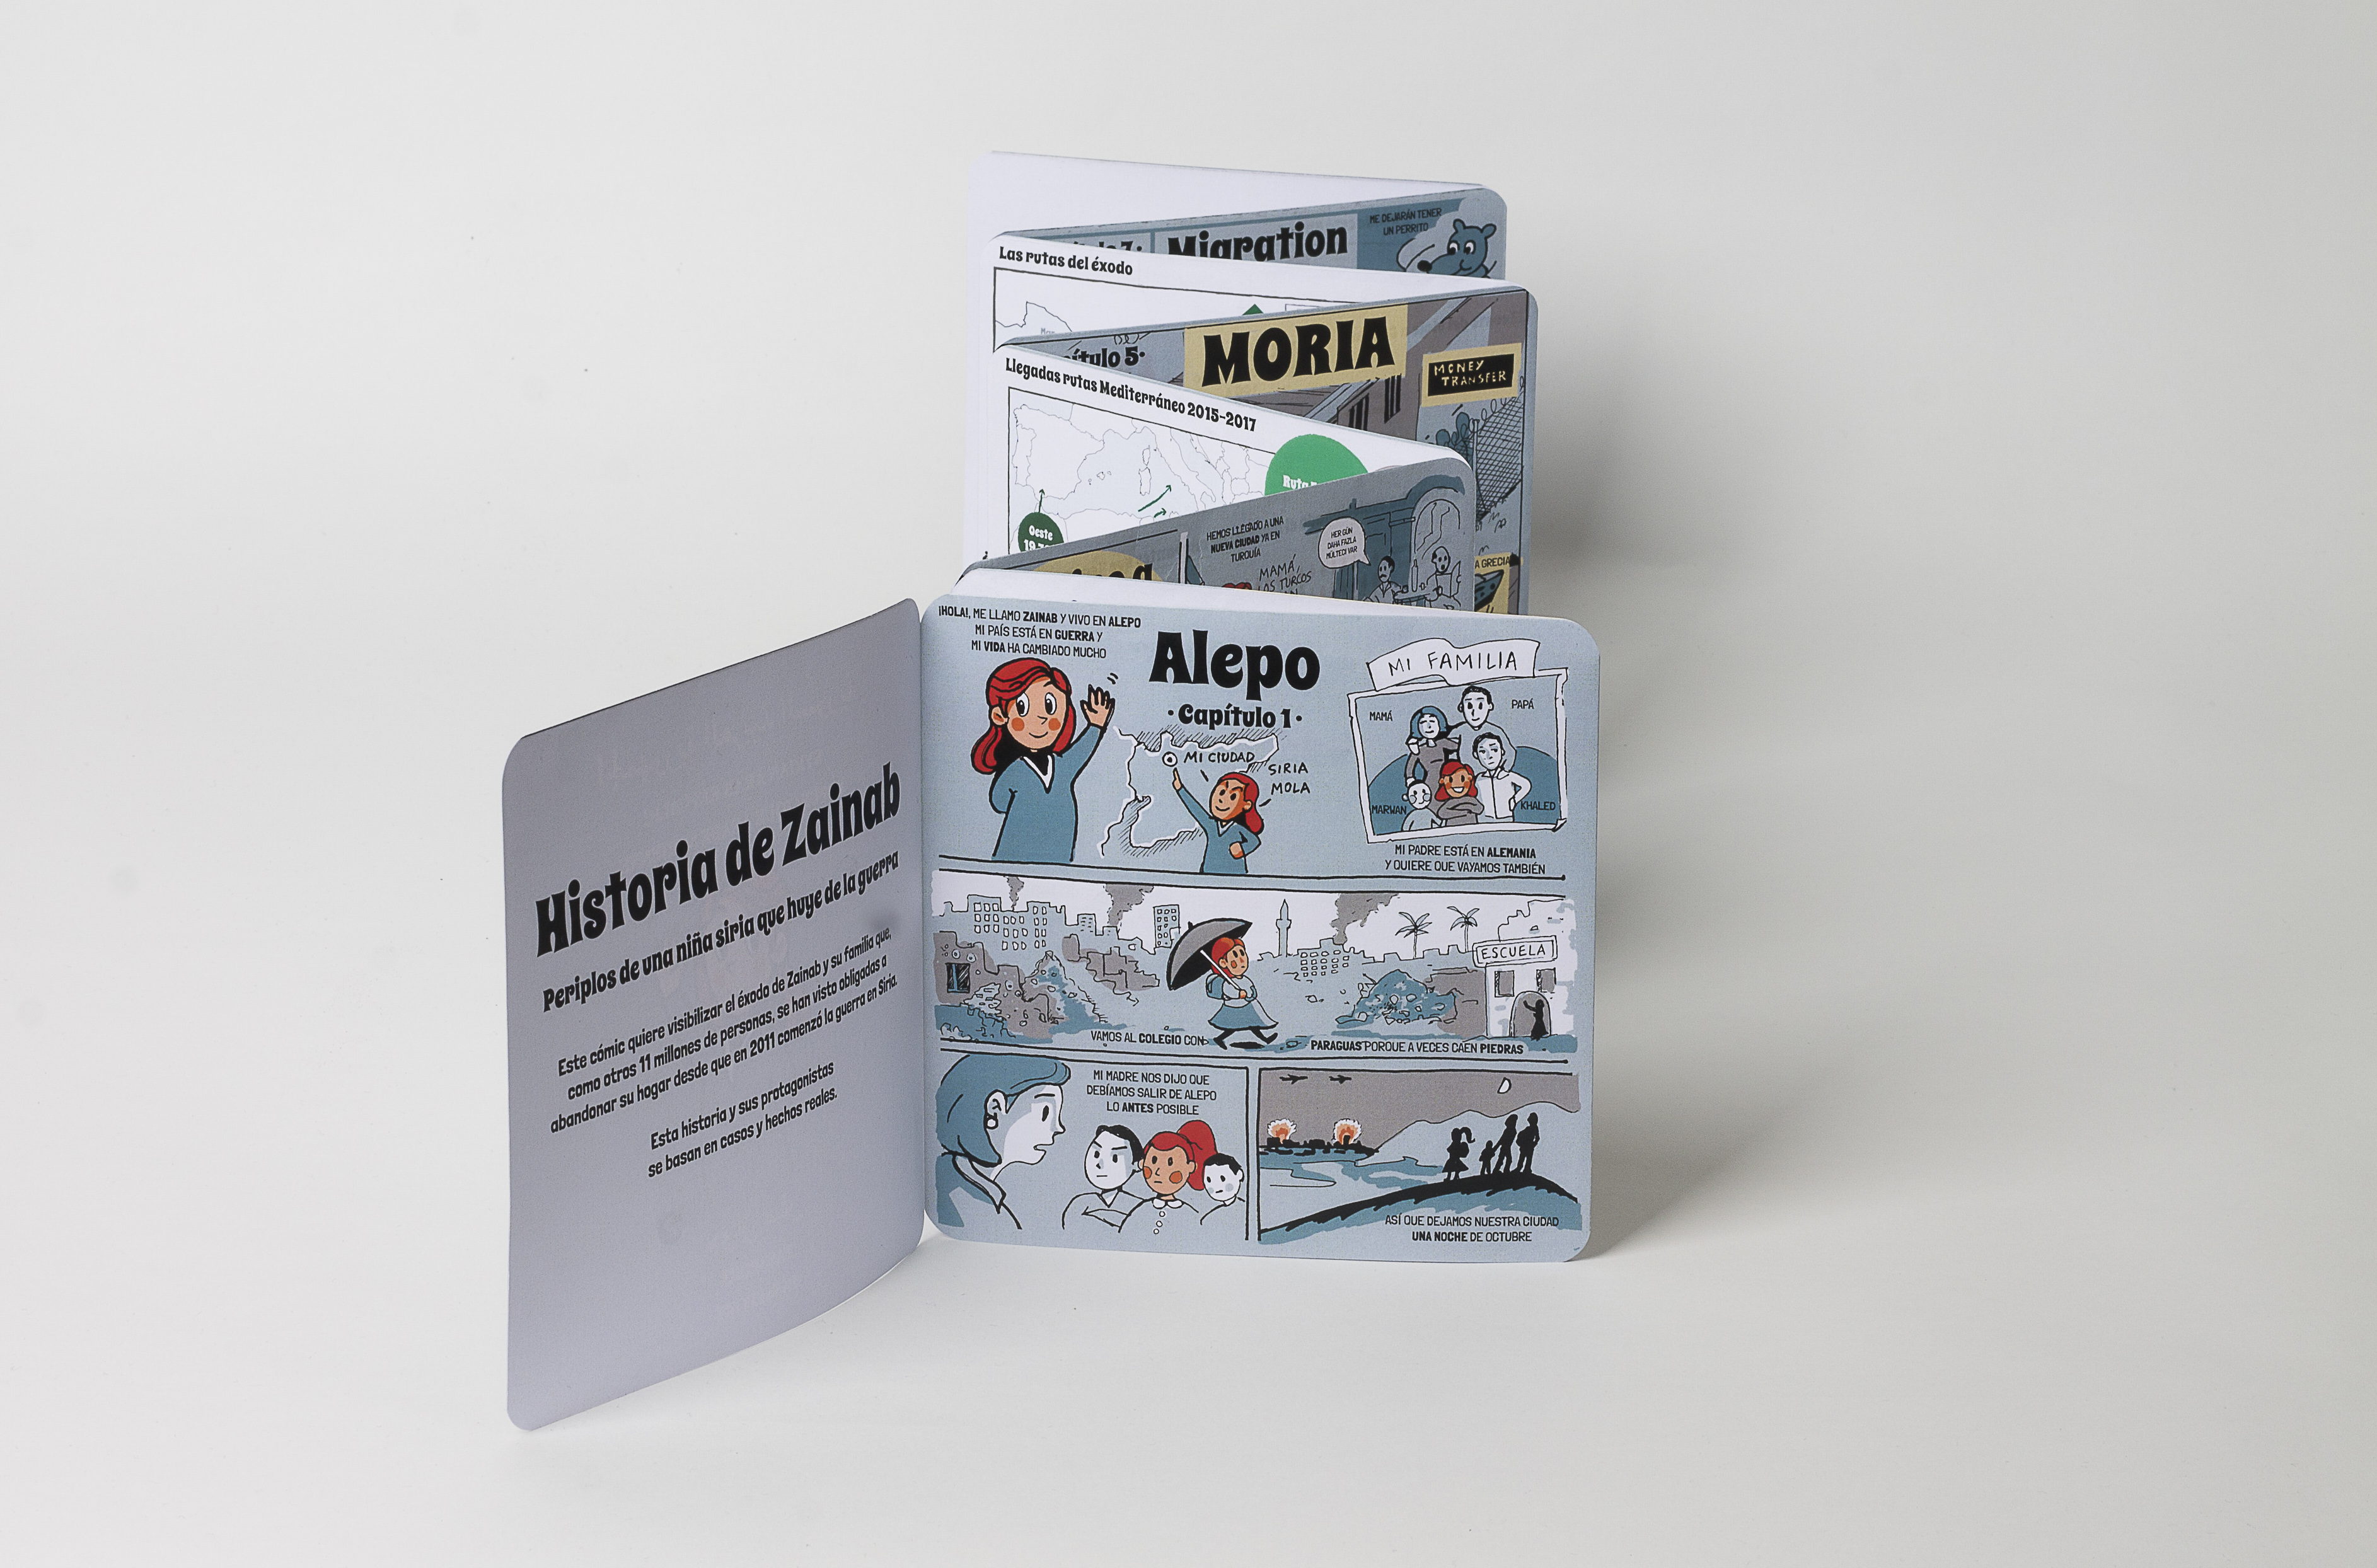 Historia de Zainab
Periplos de una niña siria que huye de la guerra
Este cómic quiere visibilizar el éxodo de Zainab y su familia que,
como otros 11 millones de personas, se han visto obligadas a
abandonar su hogar desde que en 2011 comenzó la guerra en Siria.
Esta historia y sus protagonistas
se basan en casos y hechos reales.
¡HOLA!, ME LLAMO ZAINAB Y VIVO EN ALEPO
MI PAÍS ESTÁ EN GUERRA Y
MI VIDA HA CAMBIADO MUCHO
Alepo
·Capítulo 1·
MI CIUDAD
SIRIA
MOLA
MI FAMILIA
MAMÁ
PAPÁ
MARWAN
KHALED
MI PADRE ESTÁ EN ALEMANIA
Y QUIERE QUE VAYAMOS TAMBIÉN
ESCUELA
VAMOS AL COLEGIO CON
PARAGUAS PORQUE A VECES CAEN PIEDRAS
MI MADRE NOS DIJO QUE
DEBÍAMOS SALIR DE ALEPO
LO ANTES POSIBLE
ASÍ QUE DEJAMOS NUESTRA CIUDAD
UNA NOCHE DE OCTUBRE
HEMOS LLEGADO A UNA
NUEVA CIUDAD YA EN
TURQUÍA
MAMÁ,
TURCOS
HER GÜN
DAHA FAZLA
MÜLTECI VAR
A GRECIA
Llegadas rutas Mediterráneo 2015-2017
Oeste
Capítulo 5·
MORIA
MONEY
TRANSFER
Las rutas del éxodo
Migration
ME DEJARÁN TENER
UN PERRITO